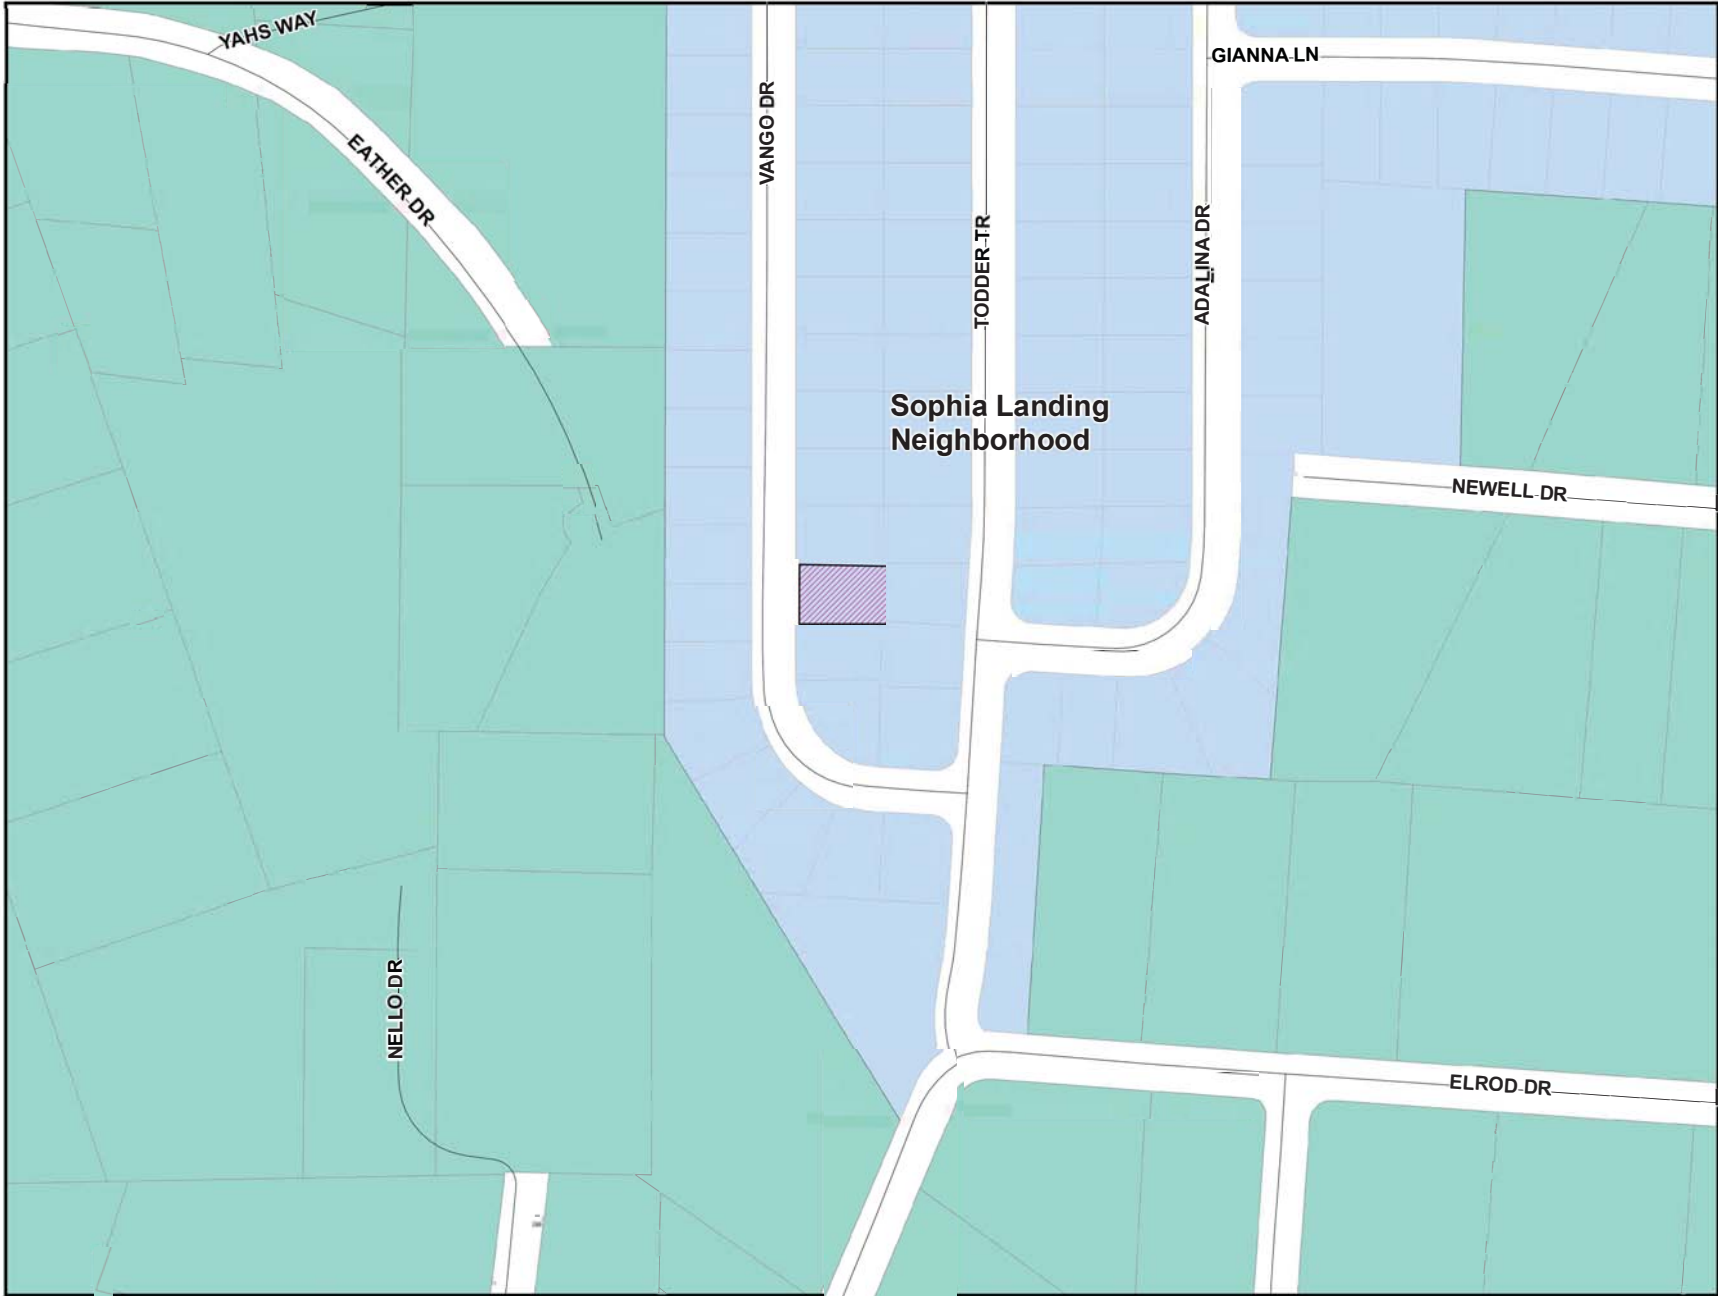 YAHS WAY
GIANNA LN
VANGO DR
EATHER DR
TODDER TR
ADALINA DR
Sophia Landing
Neighborhood
NEWELL DR
NELLO DR
ELROD DR